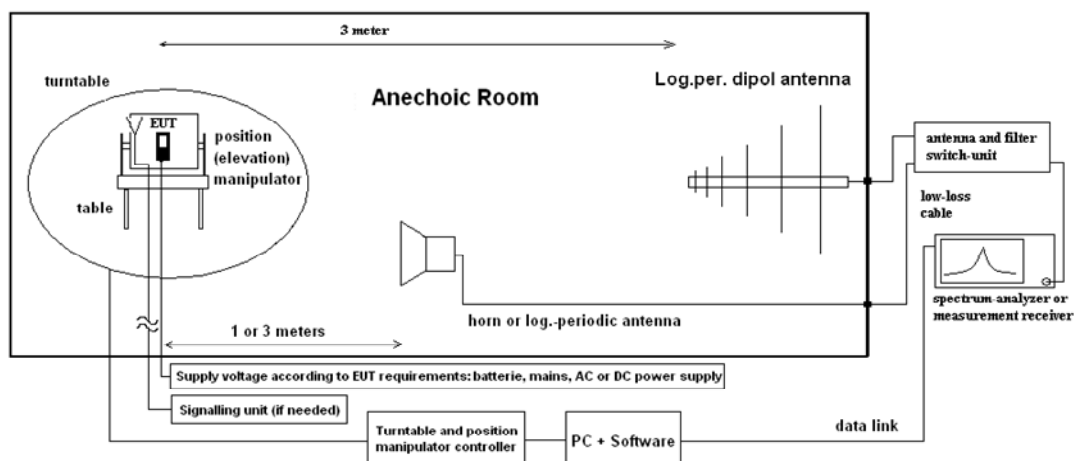 3 meter
turntable
Log.per. dipol antenna
Anechoic Room
EUT
position
(elevation)
manipulator
table
antenna and filter
switch-unit
low-loss
cable
spectrum-analyzer or
measurement receiver
horn or log.-periodic antenna
1 or 3 meters
Supply voltage according to EUT requirements: batterie, mains, AC or DC power supply
Signalling unit (if needed)
Turntable and position
manipulator controller
PC + Software
data link